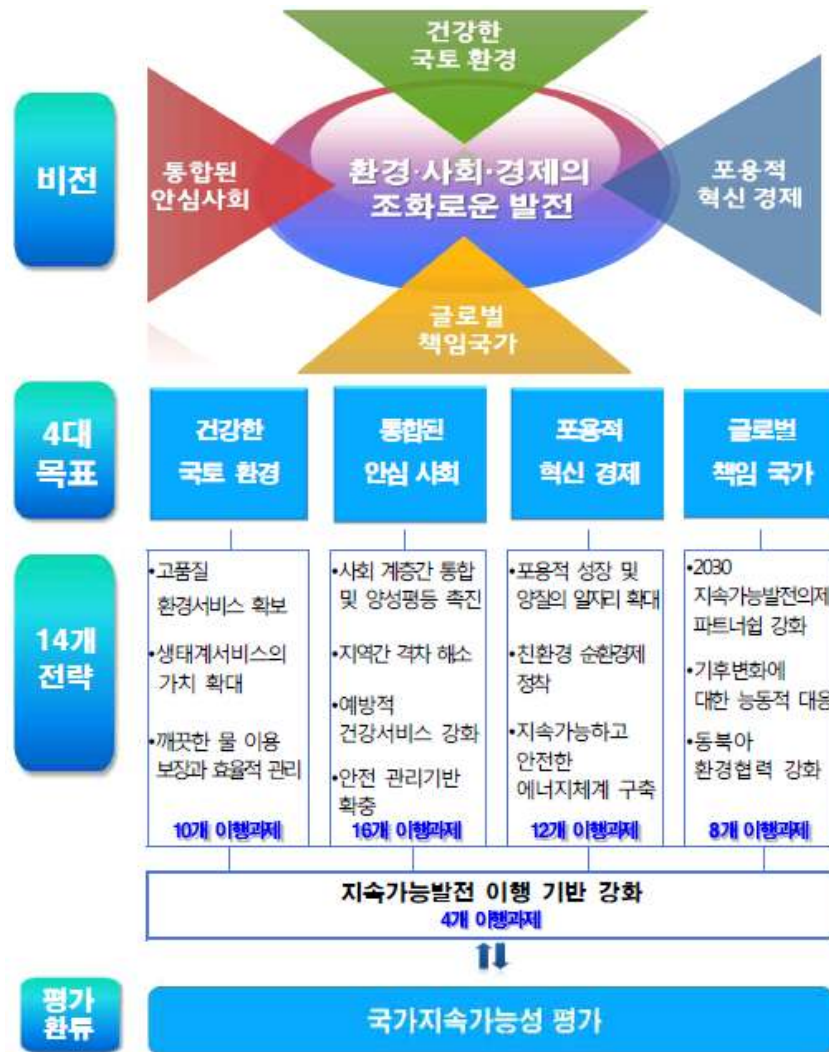 비전
건강한
국토 환경
통합된
안심사회
환경·사회·경제의
조화로운 발전
포용적
혁신 경제
글로벌
책임국가
4대
목표
건강한
국토 환경
통합된
안심 사회
포용적
혁신 경제
글로벌
책임 국가
14개
전략
•고품질
환경서비스 확보
•생태계서비스의
가치 확대
•깨끗한 물 이용
보장과 효율적 관리
10개 이행과제
•사회 계층간 통합
및 양성평등 촉진
•지역간 격차 해소
•예방적
건강서비스 강화
•안전 관리기반
확충
16개 이행과제
•포용적 성장 및
양질의 일자리 확대
•친환경 순환경제
정착
•지속가능하고
안전한
에너지체계 구축
12개 이행과제
•2030
지속가능발전의제
파트너쉽 강화
•기후변화에
대한 능동적 대응
•동북아
환경협력 강화
8개 이행과제
지속가능발전 이행 기반 강화
4개 이행과제
평가
환류
국가지속가능성 평가